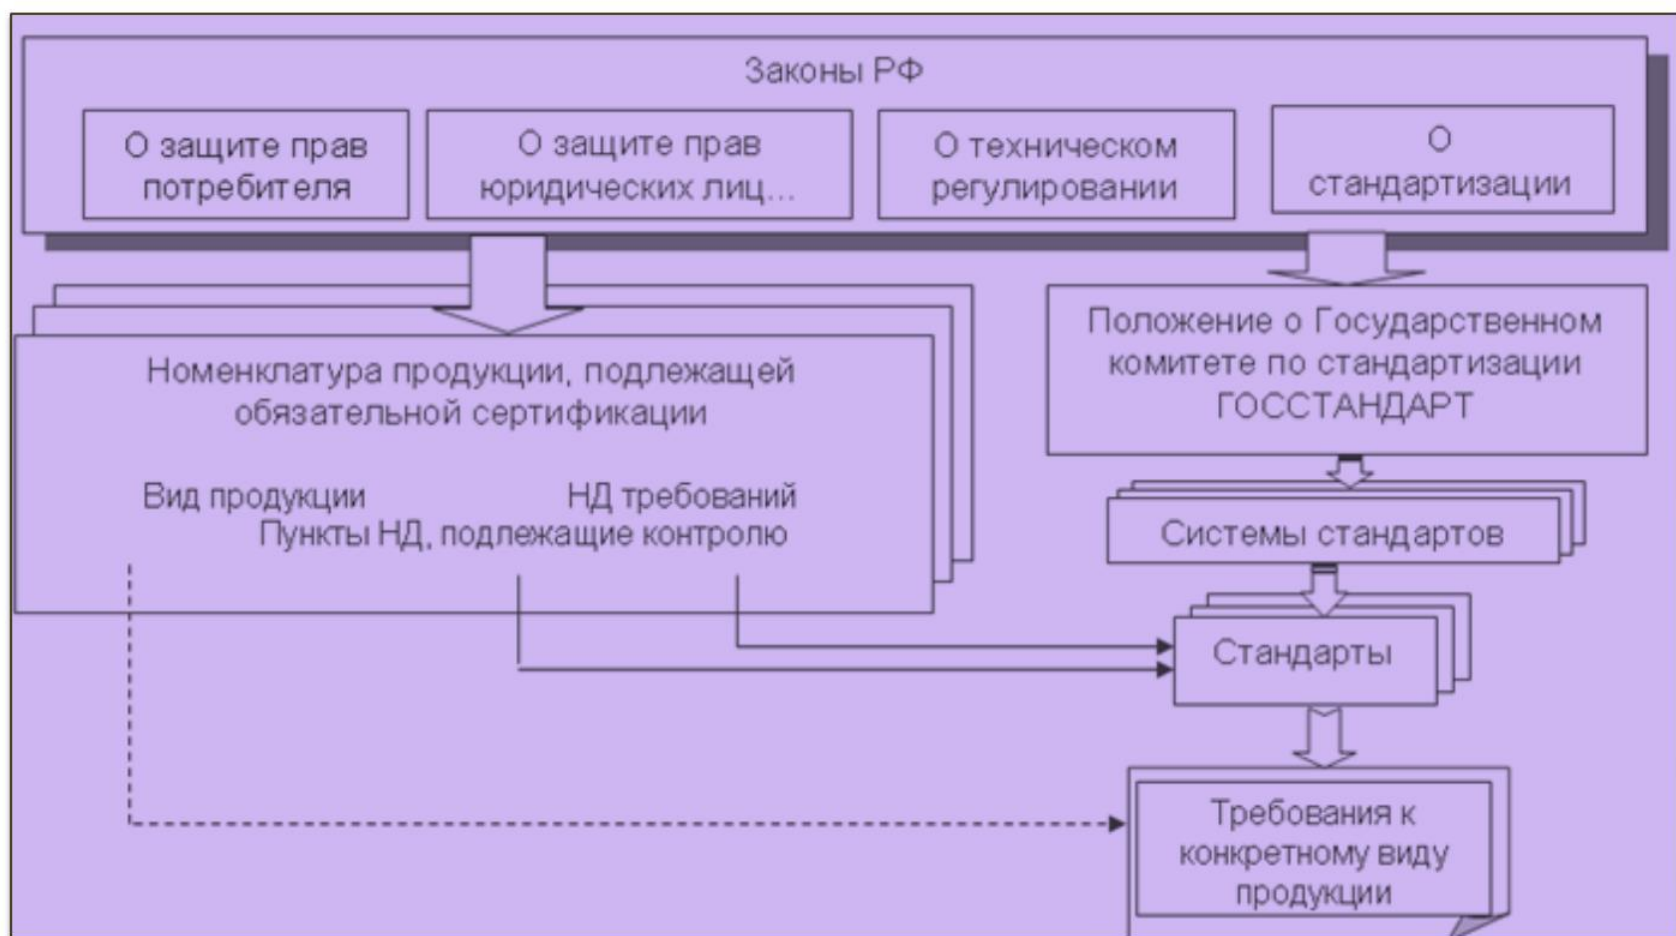 Законы РФ
О защите прав
потребителя
О защите прав
юридических лиц...
О техническом
регулировании
О
стандартизации
Номенклатура продукции, подлежащей
обязательной сертификации
Вид продукции
НД требований
Пункты НД, подлежащие контролю
Положение о Государственном
комитете по стандартизации
ГОССТАНДАРТ
Системы стандартов
Стандарты
Требования к
конкретному виду
продукции